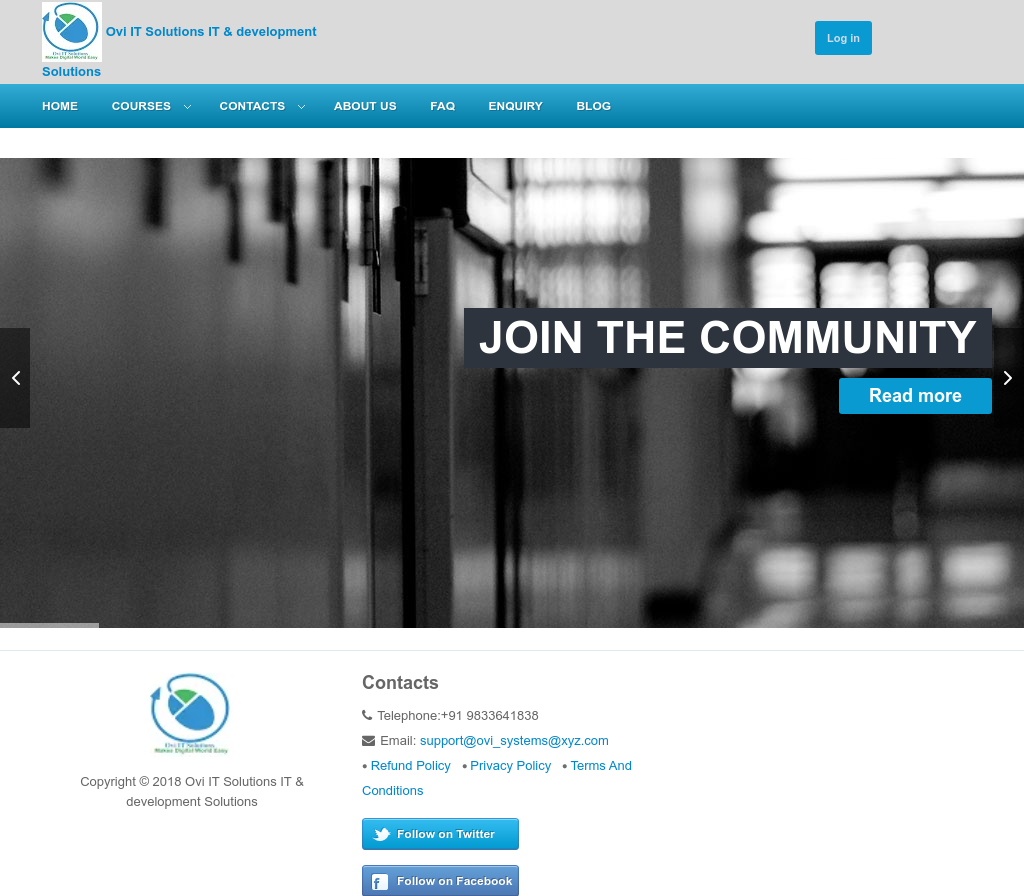 Ovi IT Solutions
Makes Digital World Easy
Ovi IT Solutions IT & development
Solutions
Log in
HOME COURSES CONTACTS ABOUT US FAQ ENQUIRY BLOG
JOIN THE COMMUNITY
Read more
Ovi IT Solutions
Makes Digital World Easy
Copyright © 2018 Ovi IT Solutions IT &
development Solutions
Contacts
Telephone:+91 9833641838
Email: support@ovi_systems@xyz.com
• Refund Policy • Privacy Policy • Terms And
Conditions
Follow on Twitter
Follow on Facebook